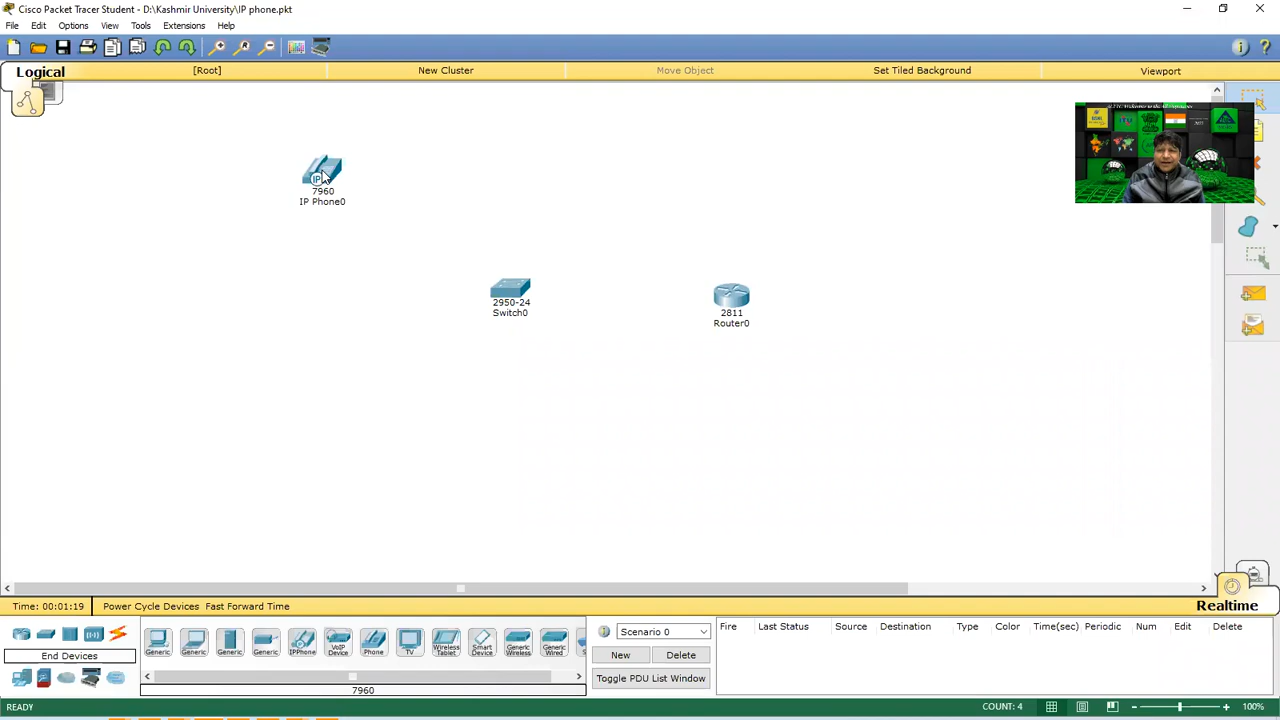 Cisco Packet Tracer Student - D:\Kashmir University\IP phone.pkt
File Edit Options View Tools Extensions Help
Logical [Root] New Cluster Move Object Set Tiled Background Viewport
IP
7960
IP Phone0
2950-24
Switch0
2811
Router0
Time: 00:01:19 Power Cycle Devices Fast Forward Time
Realtime
End Devices
Generic Generic Generic Generic IPPhone VoIP Device Phone TV Wireless Tablet Smart Device Generic Wireless Generic Wired
7960
Scenario 0
New Delete
Toggle PDU List Window
Fire Last Status Source Destination Type Color Time(sec) Periodic Num Edit Delete
READY COUNT: 4 100%